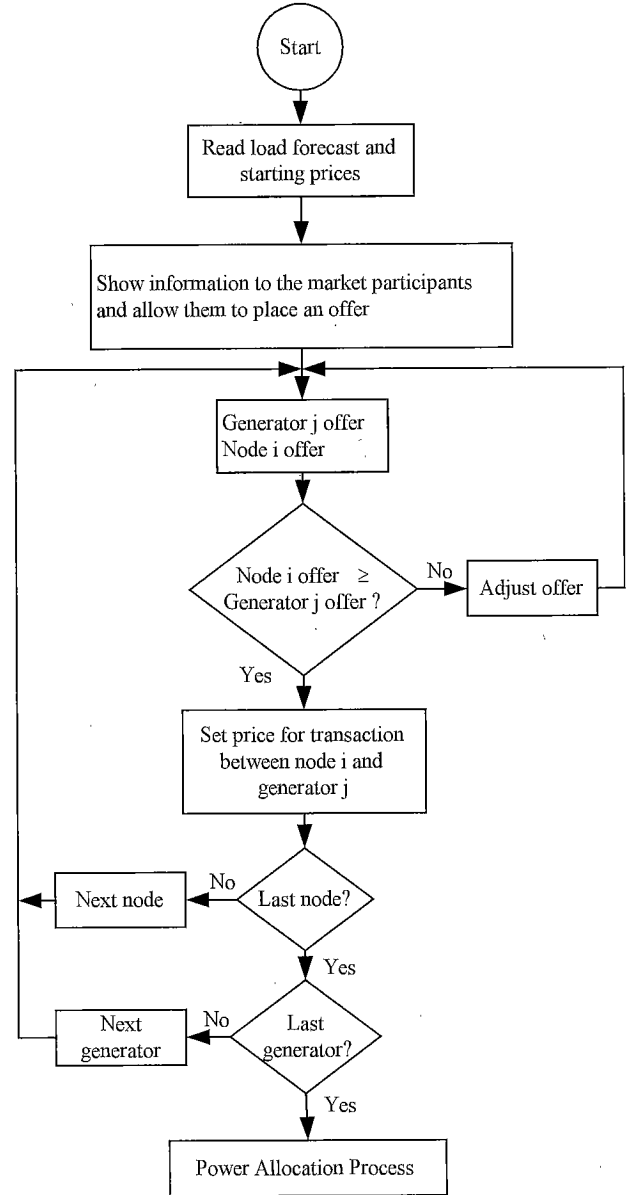 Start
Read load forecast and
starting prices
Show information to the market participants
and allow them to place an offer
Generator j offer
Node i offer
Node i offer ≥
Generator j offer ?
No
Adjust offer
Yes
Set price for transaction
between node i and
generator j
Last node?
No
Next node
Yes
Last
generator?
No
Next
generator
Yes
Power Allocation Process